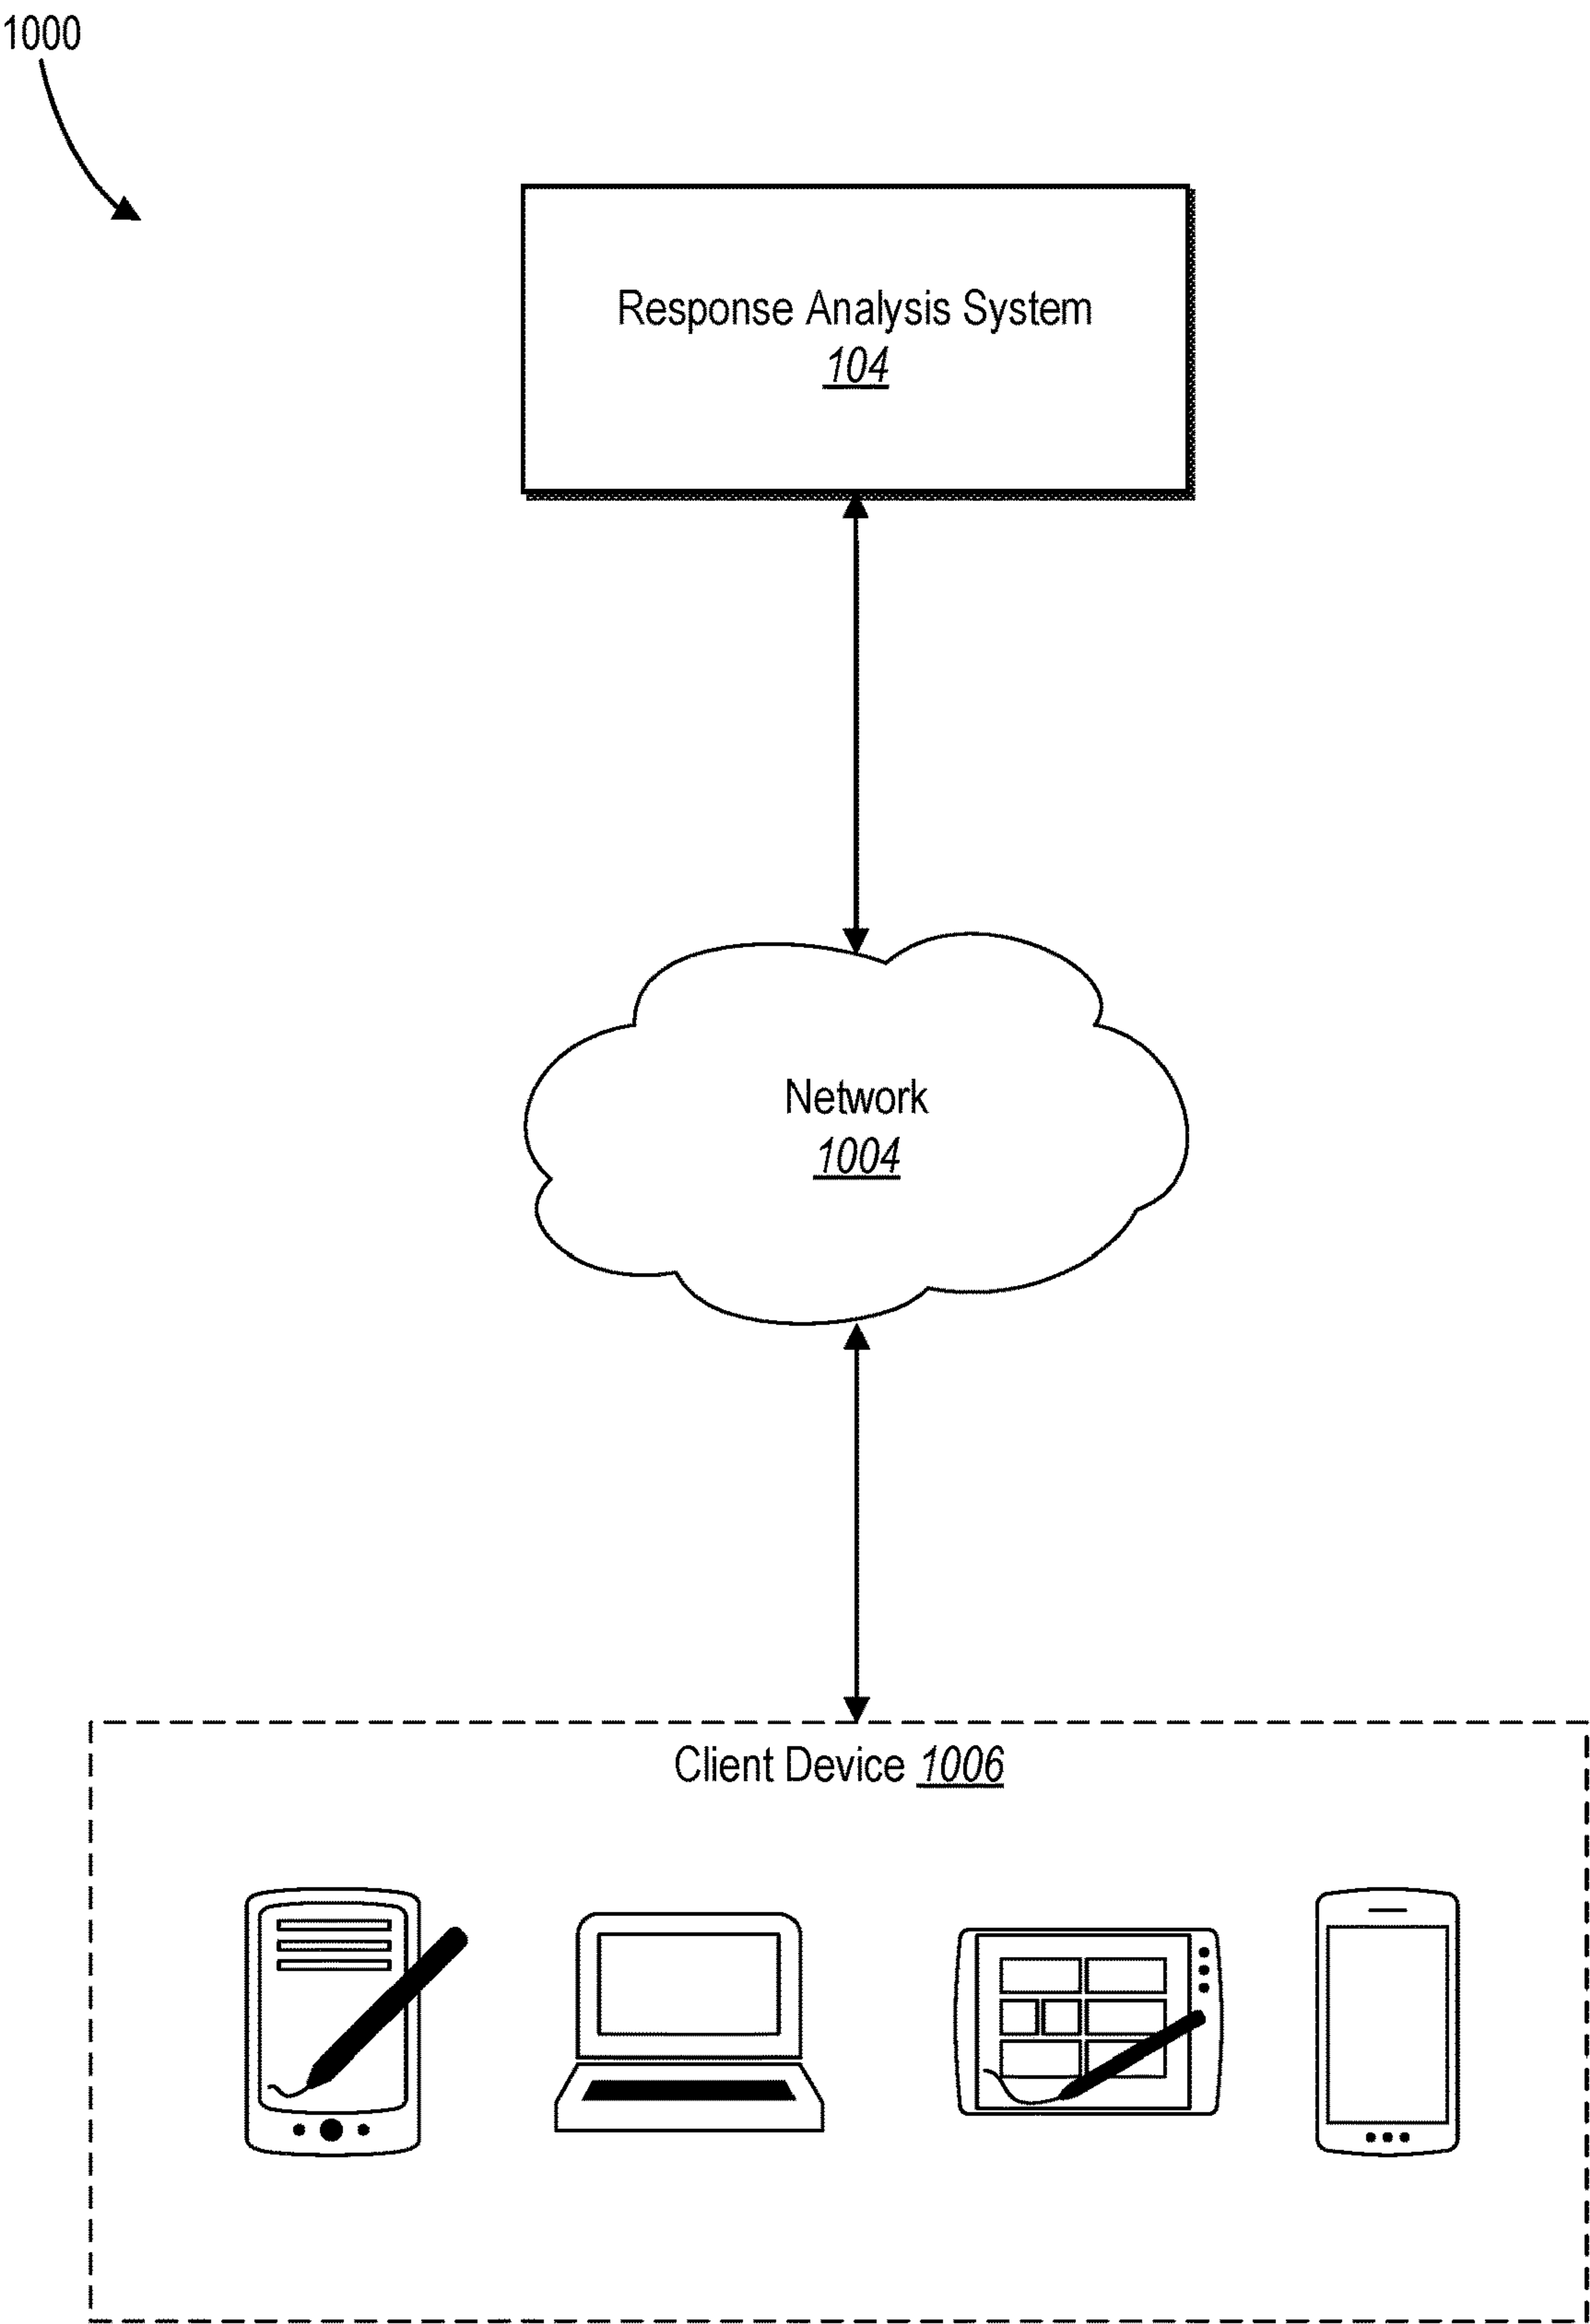 1000
Response Analysis System
104
Network
1004
Client Device 1006